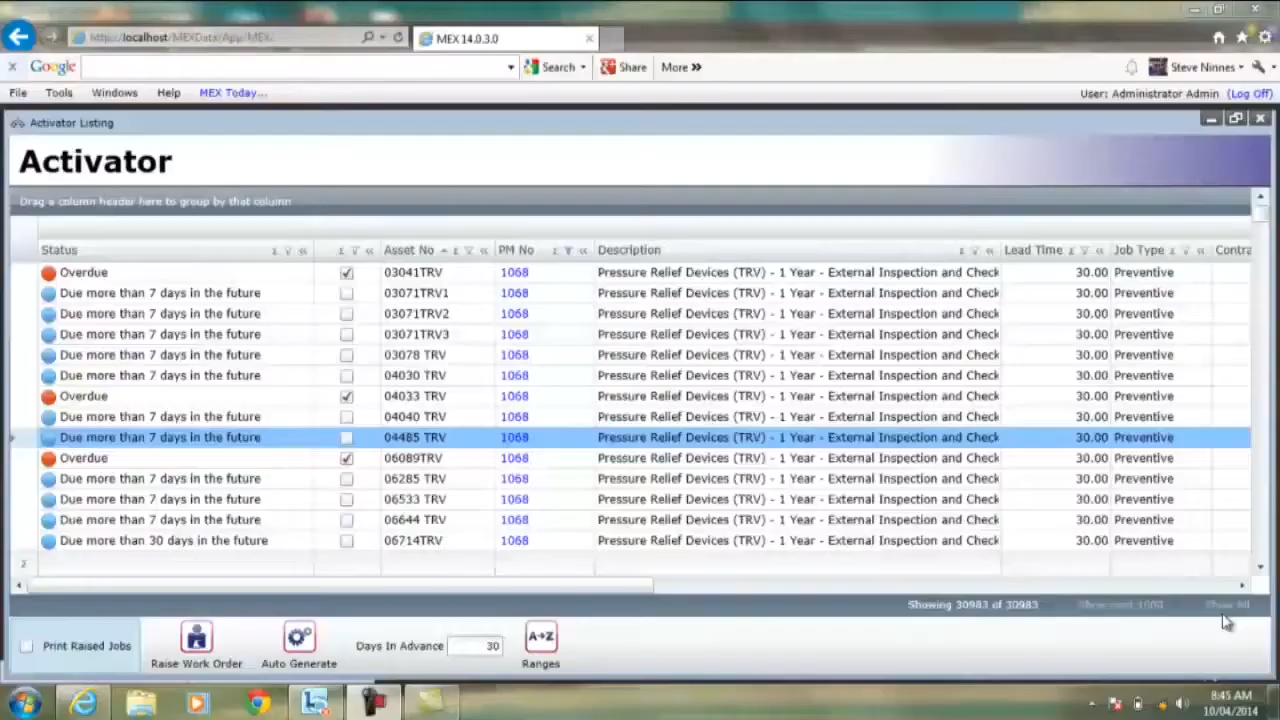 http://localhost/MEXData/App/MEX.
MEX 14.0.3.0
Google
Search
Share
More »
Steve Ninnes
File Tools Windows Help MEX Today...
User: Administrator Admin (Log Off)
Activator Listing
Activator
Drag a column header here to group by that column
Status Asset No PM No Description Lead Time Job Type Contra
Overdue 03041TRV 1068 Pressure Relief Devices (TRV) - 1 Year - External Inspection and Check 30.00 Preventive
Due more than 7 days in the future 03071TRV1 1068 Pressure Relief Devices (TRV) - 1 Year - External Inspection and Check 30.00 Preventive
Due more than 7 days in the future 03071TRV2 1068 Pressure Relief Devices (TRV) - 1 Year - External Inspection and Check 30.00 Preventive
Due more than 7 days in the future 03071TRV3 1068 Pressure Relief Devices (TRV) - 1 Year - External Inspection and Check 30.00 Preventive
Due more than 7 days in the future 03078 TRV 1068 Pressure Relief Devices (TRV) - 1 Year - External Inspection and Check 30.00 Preventive
Due more than 7 days in the future 04030 TRV 1068 Pressure Relief Devices (TRV) - 1 Year - External Inspection and Check 30.00 Preventive
Overdue 04033 TRV 1068 Pressure Relief Devices (TRV) - 1 Year - External Inspection and Check 30.00 Preventive
Due more than 7 days in the future 04040 TRV 1068 Pressure Relief Devices (TRV) - 1 Year - External Inspection and Check 30.00 Preventive
Due more than 7 days in the future 04485 TRV 1068 Pressure Relief Devices (TRV) - 1 Year - External Inspection and Check 30.00 Preventive
Overdue 06089TRV 1068 Pressure Relief Devices (TRV) - 1 Year - External Inspection and Check 30.00 Preventive
Due more than 7 days in the future 06285 TRV 1068 Pressure Relief Devices (TRV) - 1 Year - External Inspection and Check 30.00 Preventive
Due more than 7 days in the future 06533 TRV 1068 Pressure Relief Devices (TRV) - 1 Year - External Inspection and Check 30.00 Preventive
Due more than 7 days in the future 06644 TRV 1068 Pressure Relief Devices (TRV) - 1 Year - External Inspection and Check 30.00 Preventive
Due more than 30 days in the future 06714TRV 1068 Pressure Relief Devices (TRV) - 1 Year - External Inspection and Check 30.00 Preventive
Showing 30983 of 30983 Show next 1000 Show All
A→Z
Print Raised Jobs Days In Advance 30
Raise Work Order Auto Generate Ranges
8:45 AM
10/04/2014